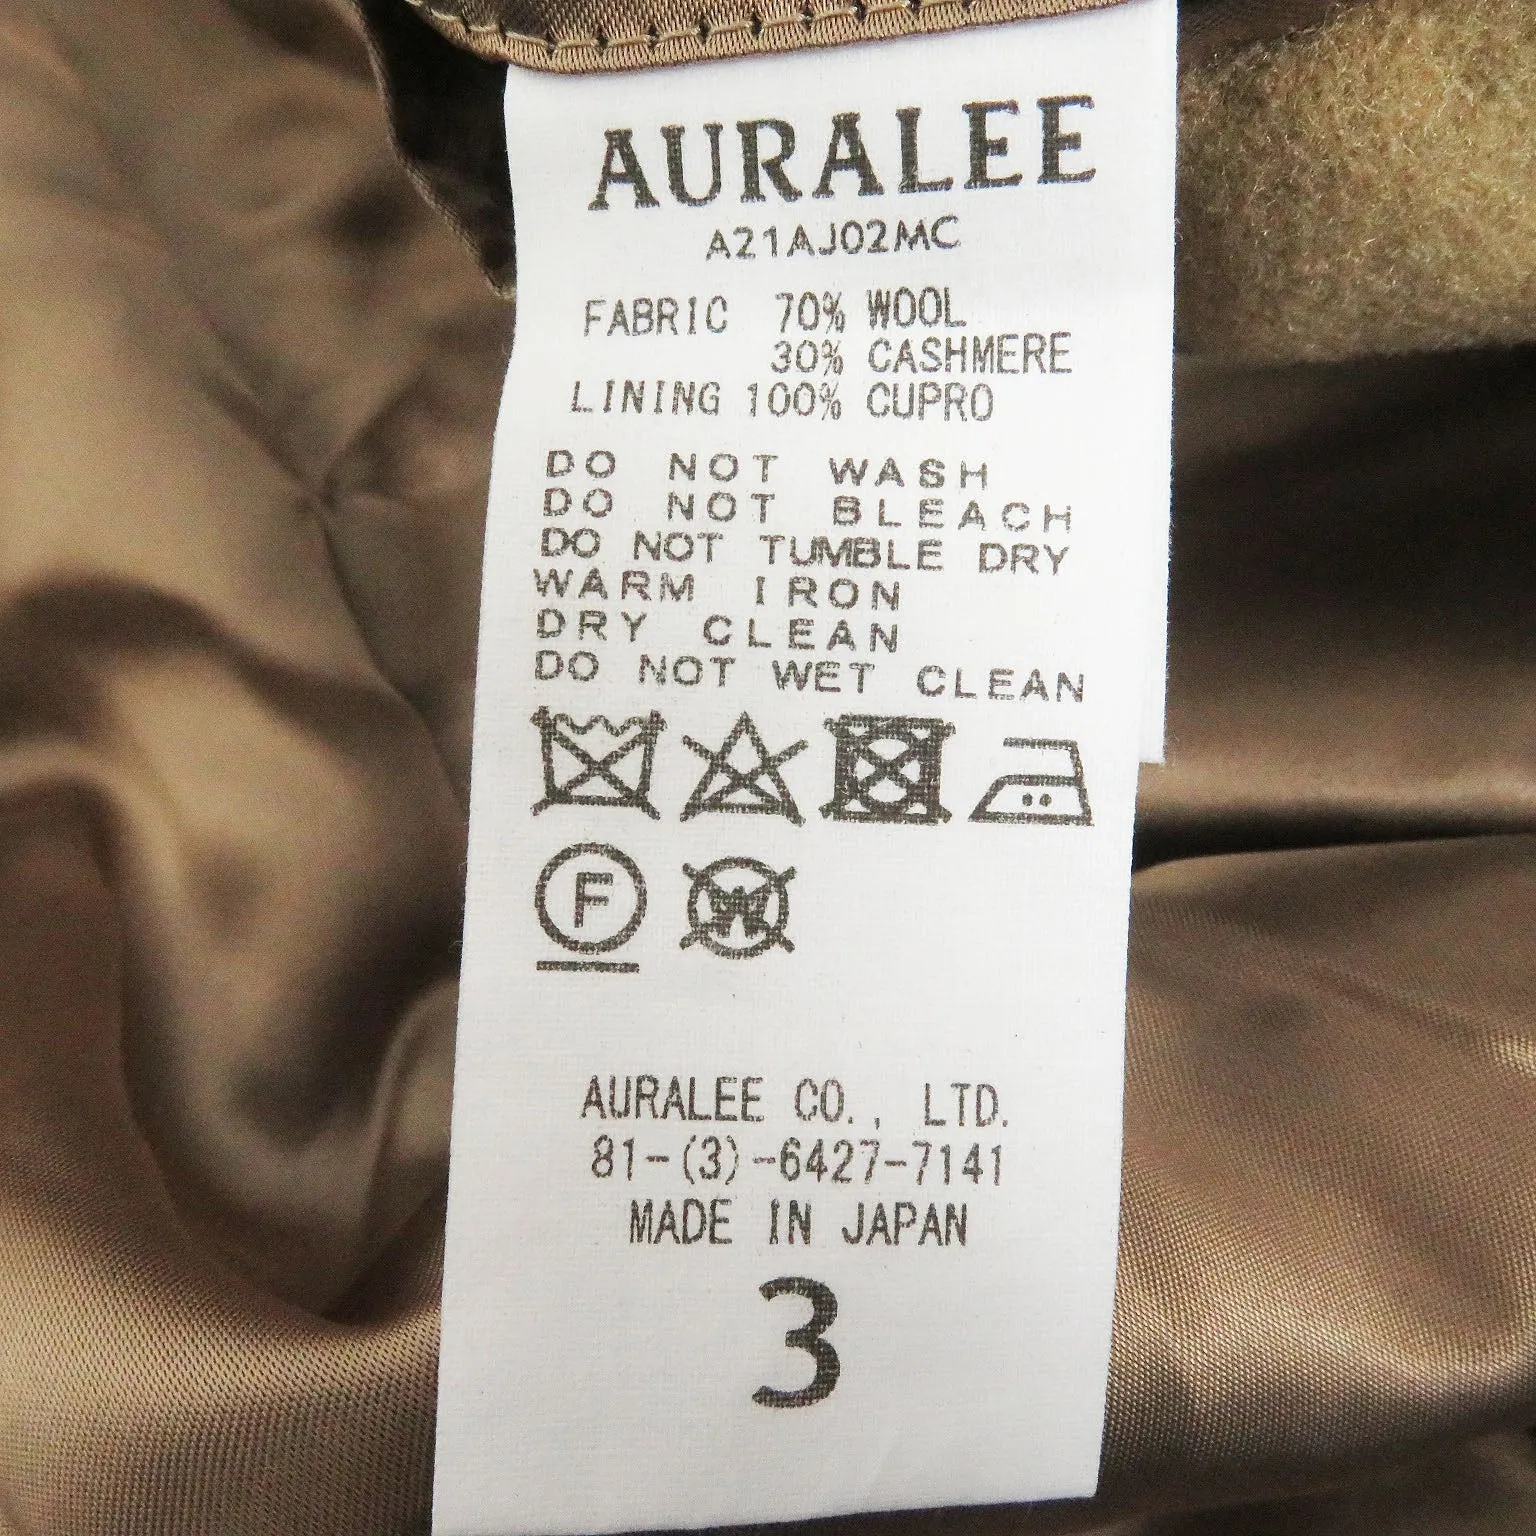 AURALEE
A21AJ02MC
FABRIC 70% WOOL
30% CASHMERE
LINING 100% CUPRO
DO NOT WASH
DO NOT BLEACH
DO NOT TUMBLE DRY
WARM IRON
DRY CLEAN
DO NOT WET CLEAN
F W
AURALEE CO., LTD.
81-(3)-6427-7141
MADE IN JAPAN
3